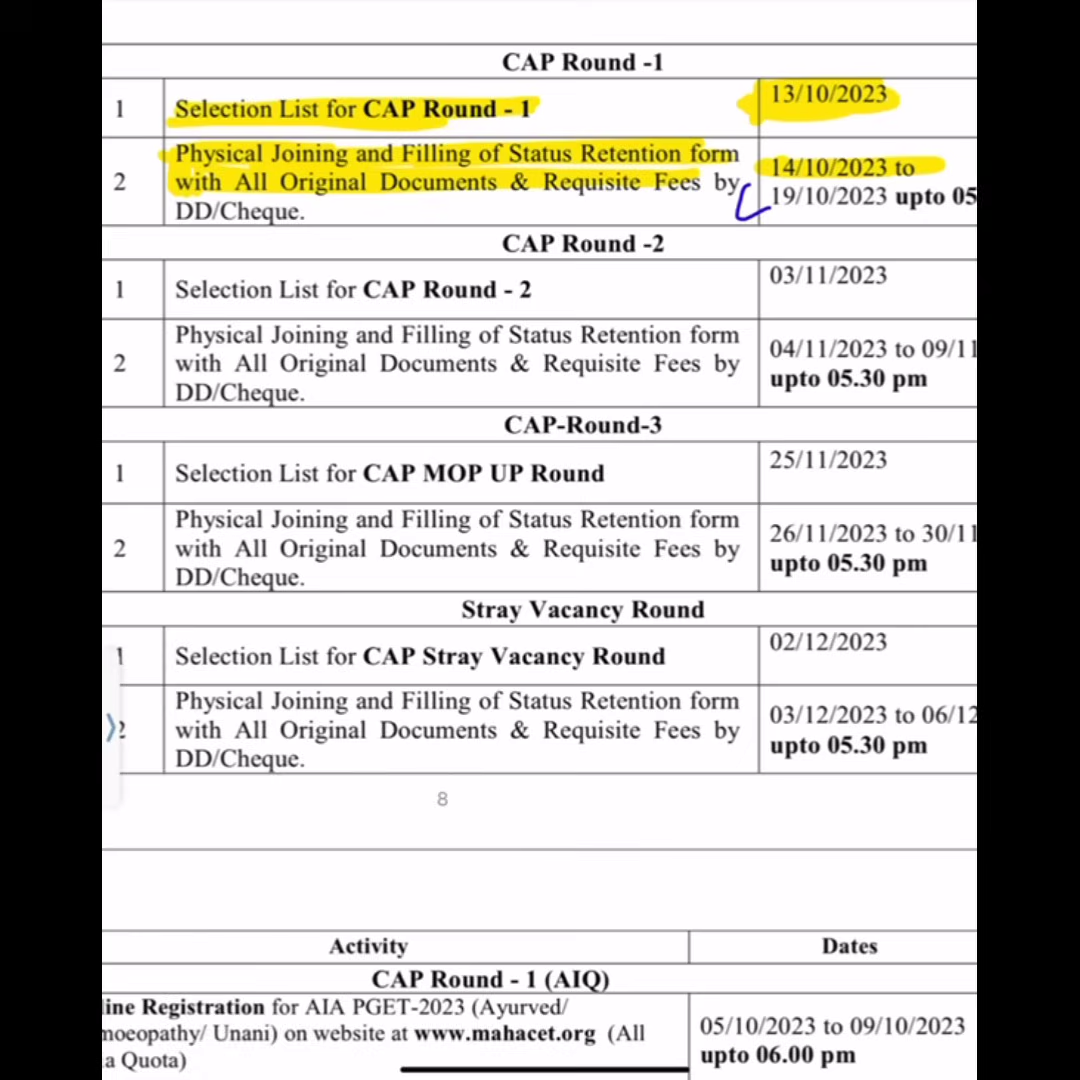 CAP Round -1
1
Selection List for CAP Round - 1
13/10/2023
2
Physical Joining and Filling of Status Retention form
with All Original Documents & Requisite Fees by
DD/Cheque.
14/10/2023 to
19/10/2023 upto 05
CAP Round -2
1
Selection List for CAP Round - 2
03/11/2023
2
Physical Joining and Filling of Status Retention form
with All Original Documents & Requisite Fees by
DD/Cheque.
04/11/2023 to 09/11
upto 05.30 pm
CAP-Round-3
1
Selection List for CAP MOP UP Round
25/11/2023
2
Physical Joining and Filling of Status Retention form
with All Original Documents & Requisite Fees by
DD/Cheque.
26/11/2023 to 30/11
upto 05.30 pm
Stray Vacancy Round
1
Selection List for CAP Stray Vacancy Round
02/12/2023
2
Physical Joining and Filling of Status Retention form
with All Original Documents & Requisite Fees by
DD/Cheque.
03/12/2023 to 06/12
upto 05.30 pm
8
Activity
Dates
CAP Round - 1 (AIQ)
line Registration for AIA PGET-2023 (Ayurved/
moeopathy/ Unani) on website at www.mahacet.org (All
a Quota)
05/10/2023 to 09/10/2023
upto 06.00 pm